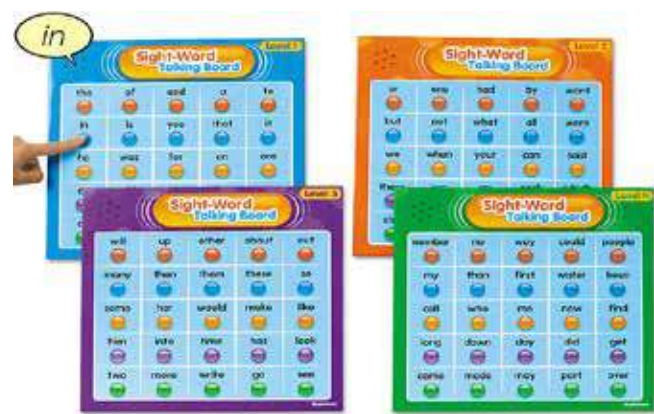 in
Sight-Word
Talking Board
Level 1
the of and a to
in is you that it
he was for on are
Sight-Word
Talking Board
Level 2
or one had by word
but not what all were
we when your can said
Sight-Word
Talking Board
Level 3
will up other about out
many then them these so
some her would make like
him into time has look
two more write go see
Sight-Word
Talking Board
Level 4
number no way could people
my than first water been
call who now find
long down day did get
come made may part over